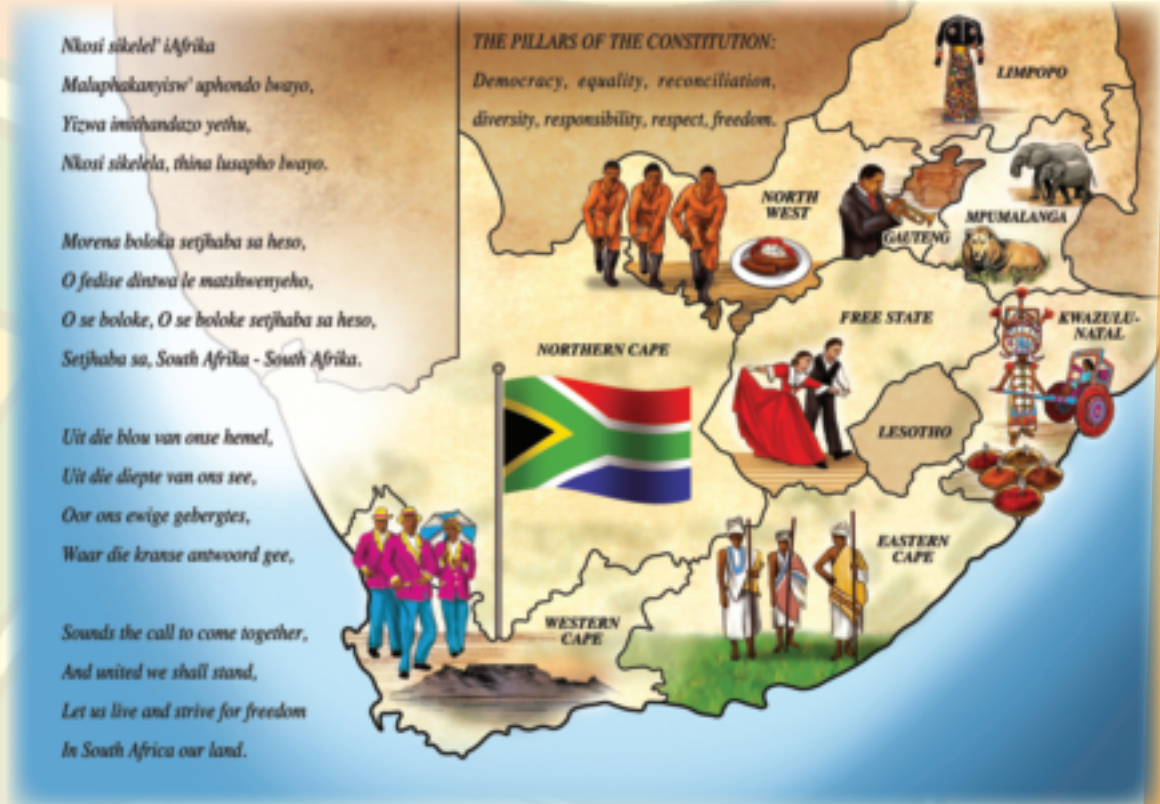 Nkosi sikelel' iAfrika
Maluphakanyisw' uphondo lwayo,
Yizwa imithandazo yethu,
Nkosi sikelela, thina lusapho lwayo.
Morena boloka setjhaba sa heso,
O fedise dintwa le matshwenyeho,
O se boloke, O se boloke setjhaba sa heso,
Setjhaba sa, South Afrika - South Afrika.
Uit die blou van onse hemel,
Uit die diepte van ons see,
Oor ons ewige gebergtes,
Waar die kranse antwoord gee,
Sounds the call to come together,
And united we shall stand,
Let us live and strive for freedom
In South Africa our land.
THE PILLARS OF THE CONSTITUTION:
Democracy, equality, reconciliation,
diversity, responsibility, respect, freedom.
LIMPOPO
NORTH
WEST
GAUTENG
MPUMALANGA
FREE STATE
KWAZULU-
NATAL
NORTHERN CAPE
LESOTHO
EASTERN
CAPE
WESTERN
CAPE